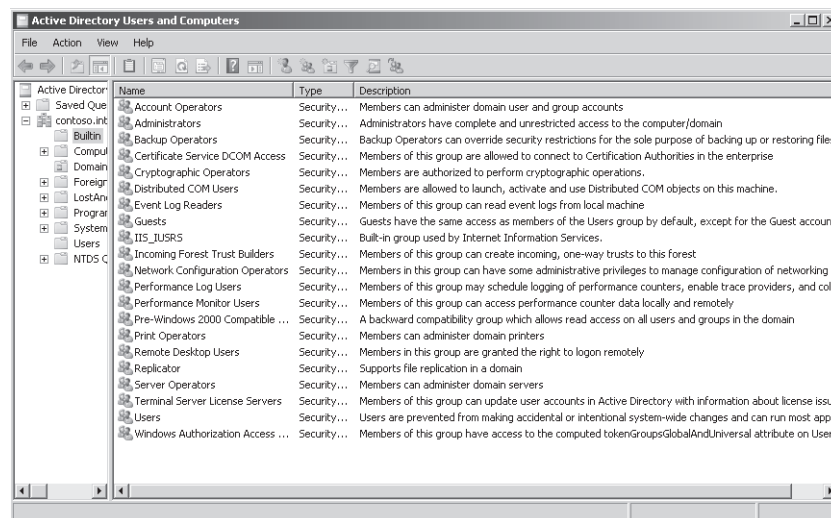 Active Directory Users and Computers
File Action View Help
Active Director
Saved Que
contoso.int
Builtin
Compu
Domain
Foreign
LostAn
Program
System
Users
NTDS Q
Name Type Description
Account Operators Security... Members can administer domain user and group accounts
Administrators Security... Administrators have complete and unrestricted access to the computer/domain
Backup Operators Security... Backup Operators can override security restrictions for the sole purpose of backing up or restoring files
Certificate Service DCOM Access Security... Members of this group are allowed to connect to Certification Authorities in the enterprise
Cryptographic Operators Security... Members are authorized to perform cryptographic operations.
Distributed COM Users Security... Members are allowed to launch, activate and use Distributed COM objects on this machine.
Event Log Readers Security... Members of this group can read event logs from local machine
Guests Security... Guests have the same access as members of the Users group by default, except for the Guest accoun
IIS_IUSRS Security... Built-in group used by Internet Information Services.
Incoming Forest Trust Builders Security... Members of this group can create incoming, one-way trusts to this forest
Network Configuration Operators Security... Members in this group can have some administrative privileges to manage configuration of networking
Performance Log Users Security... Members of this group may schedule logging of performance counters, enable trace providers, and col
Performance Monitor Users Security... Members of this group can access performance counter data locally and remotely
Pre-Windows 2000 Compatible ... Security... A backward compatibility group which allows read access on all users and groups in the domain
Print Operators Security... Members can administer domain printers
Remote Desktop Users Security... Members in this group are granted the right to logon remotely
Replicator Security... Supports file replication in a domain
Server Operators Security... Members can administer domain servers
Terminal Server License Servers Security... Members of this group can update user accounts in Active Directory with information about license issu
Users Security... Users are prevented from making accidental or intentional system-wide changes and can run most app
Windows Authorization Access ... Security... Members of this group have access to the computed tokenGroupsGlobalAndUniversal attribute on User